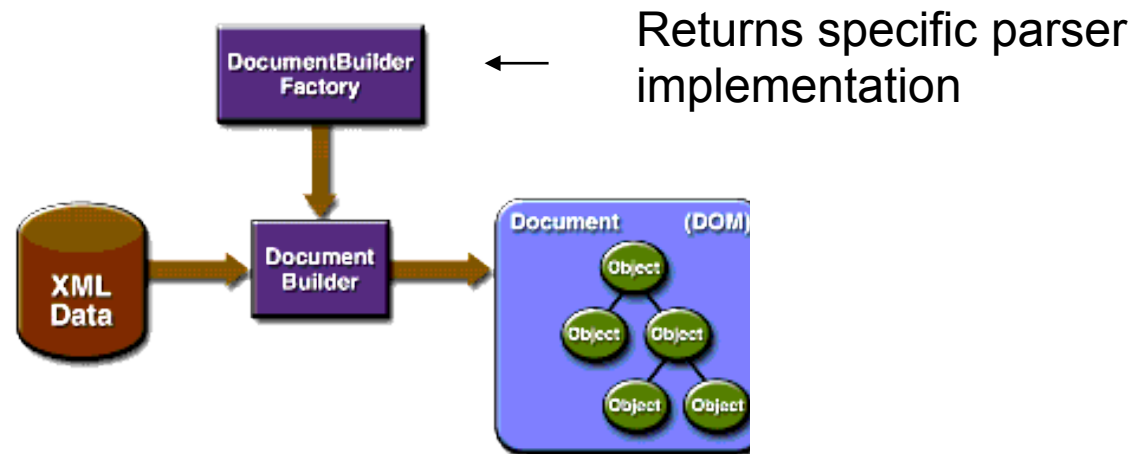 Returns specific parser
implementation
DocumentBuilder
Factory
XML
Data
Document
Builder
Document (DOM)
Object
Object Object
Object Object